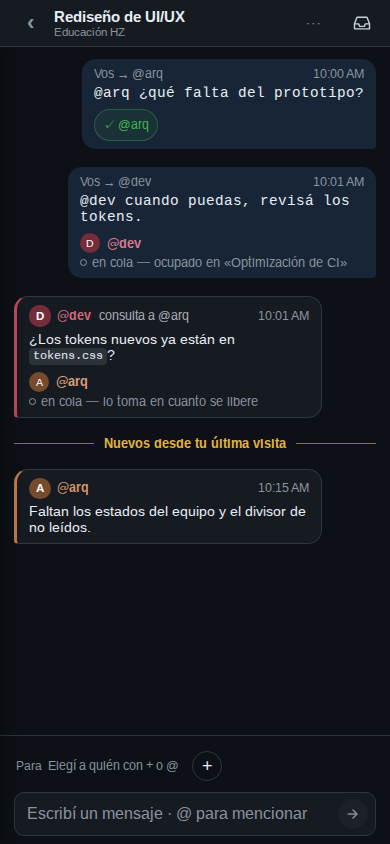 Rediseño de UI/UX
Educación HZ
Vos → @arq 10:00 AM
@arq ¿qué falta del prototipo?
✓ @arq
Vos → @dev 10:01 AM
@dev cuando puedas, revisá los
tokens.
D @dev
en cola — ocupado en «Optimización de CI»
D @dev consulta a @arq 10:01 AM
¿Los tokens nuevos ya están en
tokens.css?
A @arq
en cola — lo toma en cuanto se libere
Nuevos desde tu última visita
A @arq 10:15 AM
Faltan los estados del equipo y el divisor de
no leídos.
Para Elegí a quién con + o @ +
Escribí un mensaje · @ para mencionar